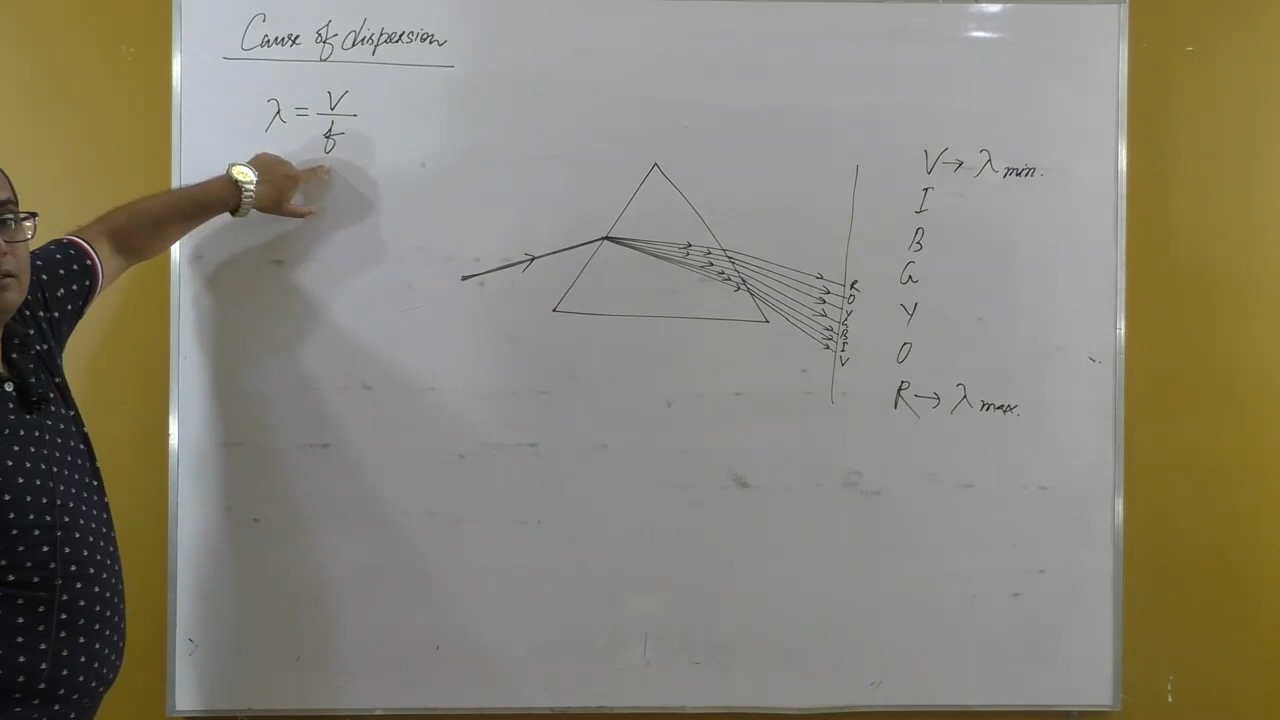 Cause of dispersion
λ = V / f
V → λ min.
I
B
G
Y
O
R → λ max.
R
O
Y
G
B
I
V